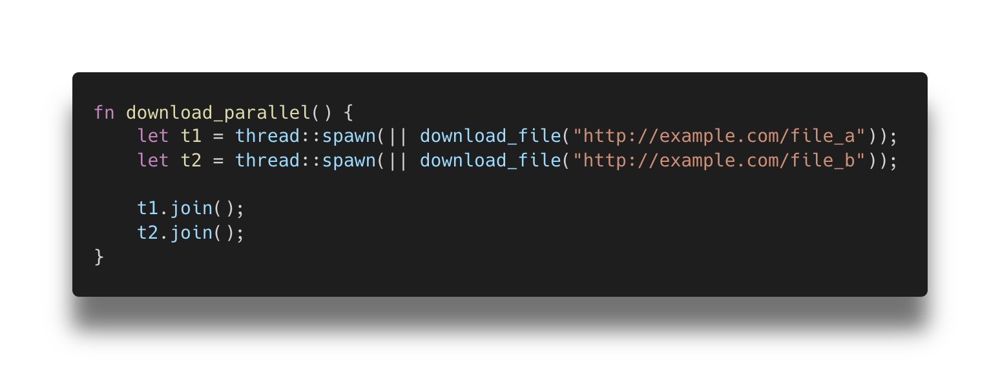 fn download_parallel() {
    let t1 = thread::spawn(|| download_file("http://example.com/file_a"));
    let t2 = thread::spawn(|| download_file("http://example.com/file_b"));

    t1.join();
    t2.join();
}